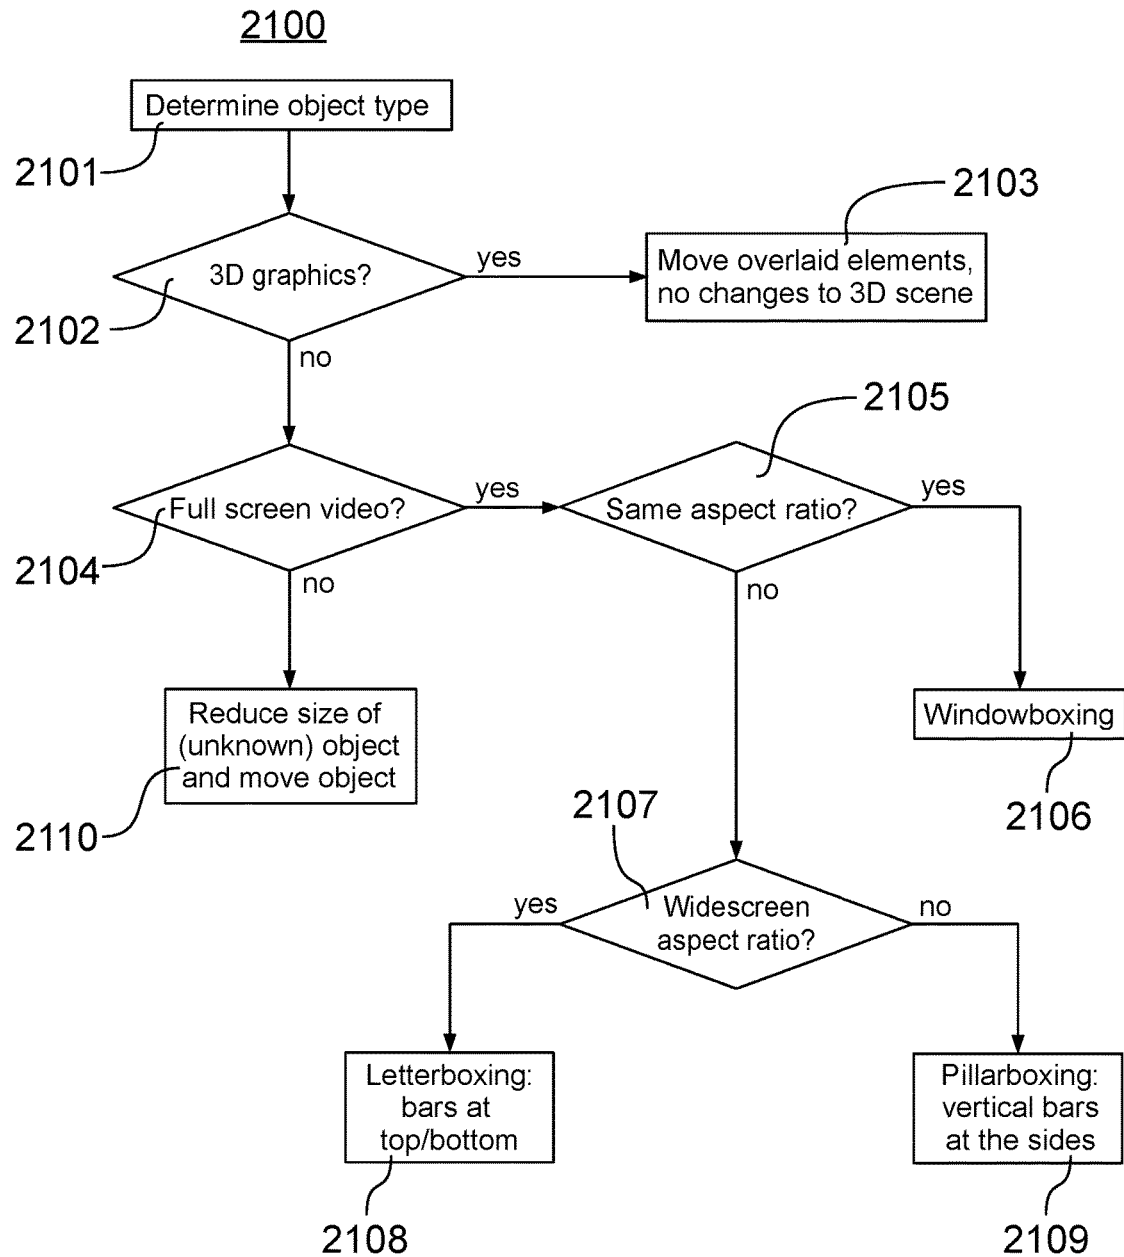 2100
Determine object type
2101
2103
3D graphics?
yes
Move overlaid elements,
no changes to 3D scene
2102
no
2105
Full screen video?
yes
Same aspect ratio?
yes
2104
no
no
Reduce size of
(unknown) object
and move object
Windowboxing
2110
2107
2106
yes
Widescreen
aspect ratio?
no
Letterboxing:
bars at
top/bottom
Pillarboxing:
vertical bars
at the sides
2108
2109